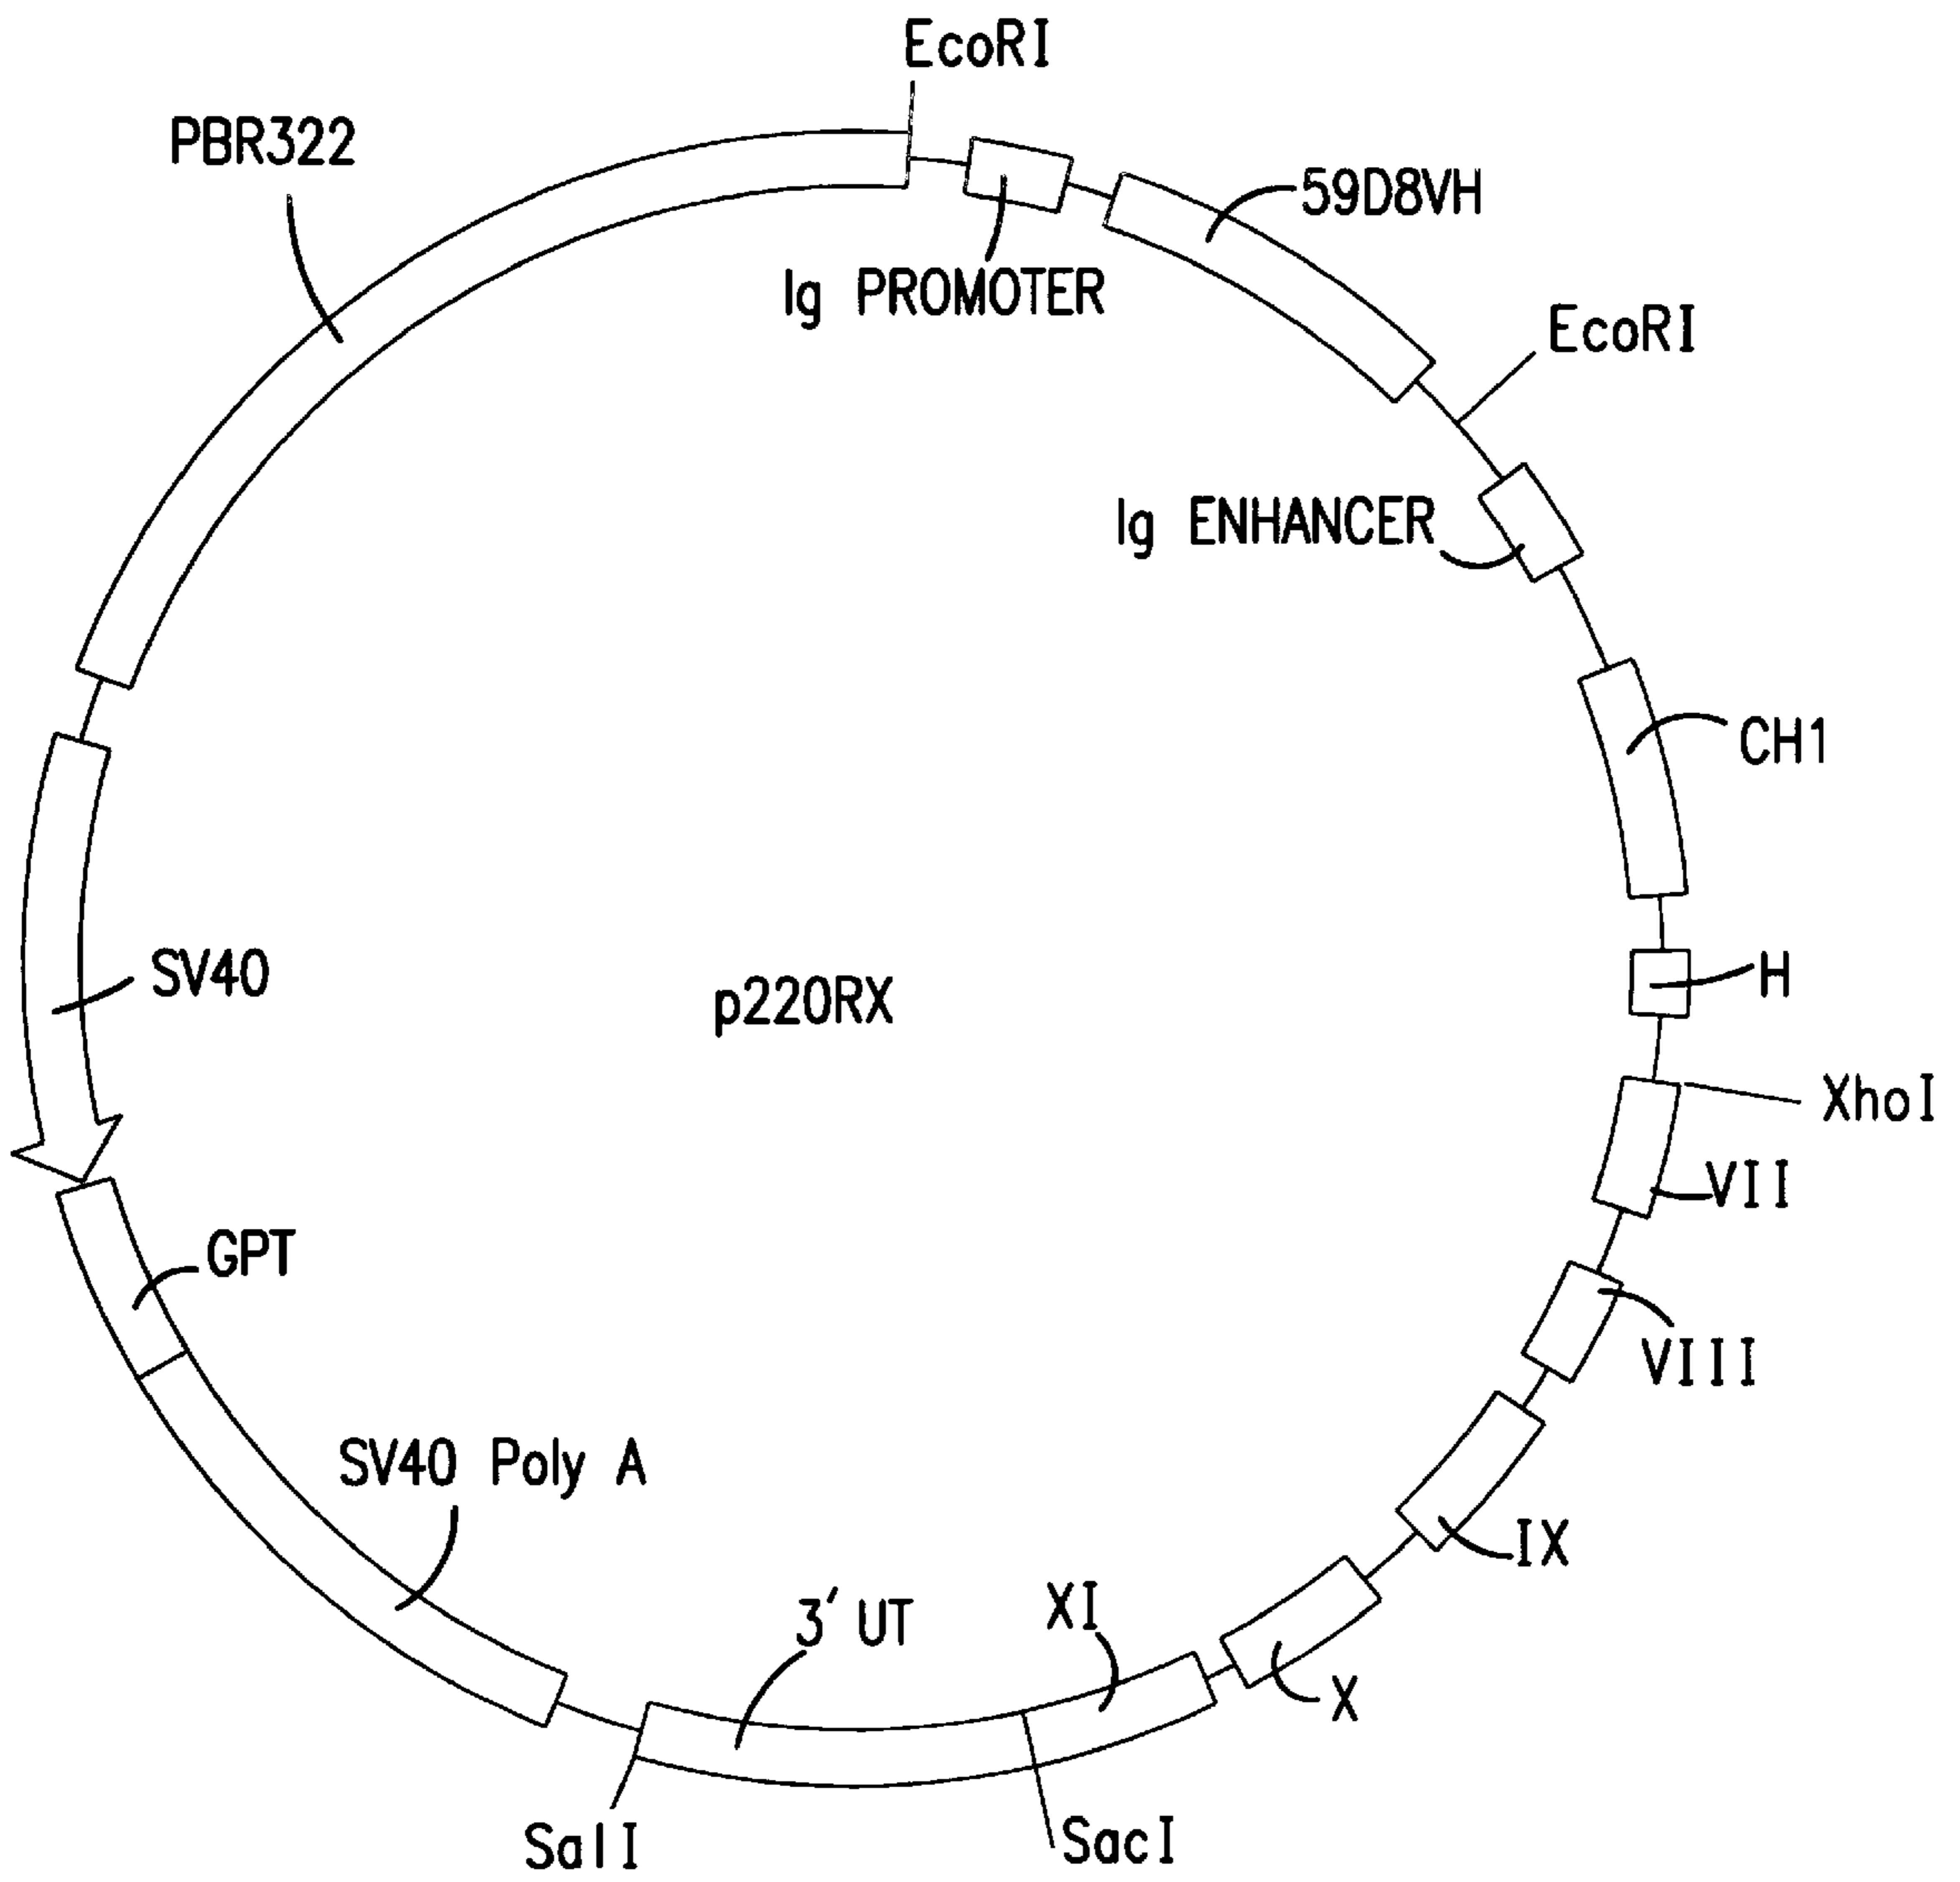 EcoRI
PBR322
59D8VH
Ig PROMOTER
EcoRI
Ig ENHANCER
CH1
SV40
p220RX
H
XhoI
VII
GPT
VIII
SV40 Poly A
IX
3' UT
XI
X
SalI
SacI